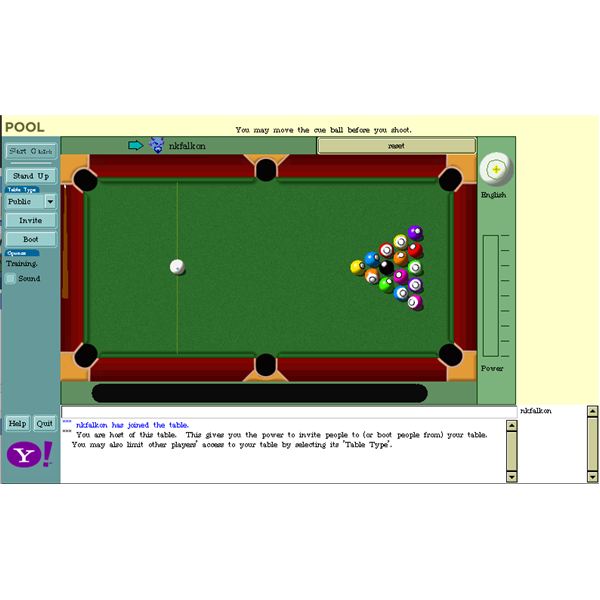 POOL
You may move the cue ball before you shoot.
nkfalkon
reset
Stand Up
Table Type
Public
Invite
Boot
Options
Training.
Sound
English
Power
nkfalkon
*** nkfalkon has joined the table.
*** You are host of this table. This gives you the power to invite people to (or boot people from) your table.
You may also limit other players' access to your table by selecting its "Table Type".
Help
Quit
Y!